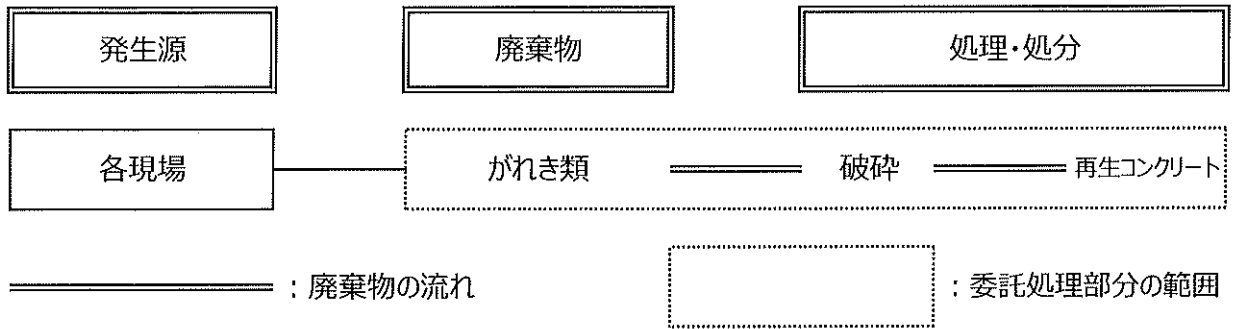 発生源 廃棄物 処理・処分
各現場 がれき類 破砕 再生コンクリート
：廃棄物の流れ ：委託処理部分の範囲